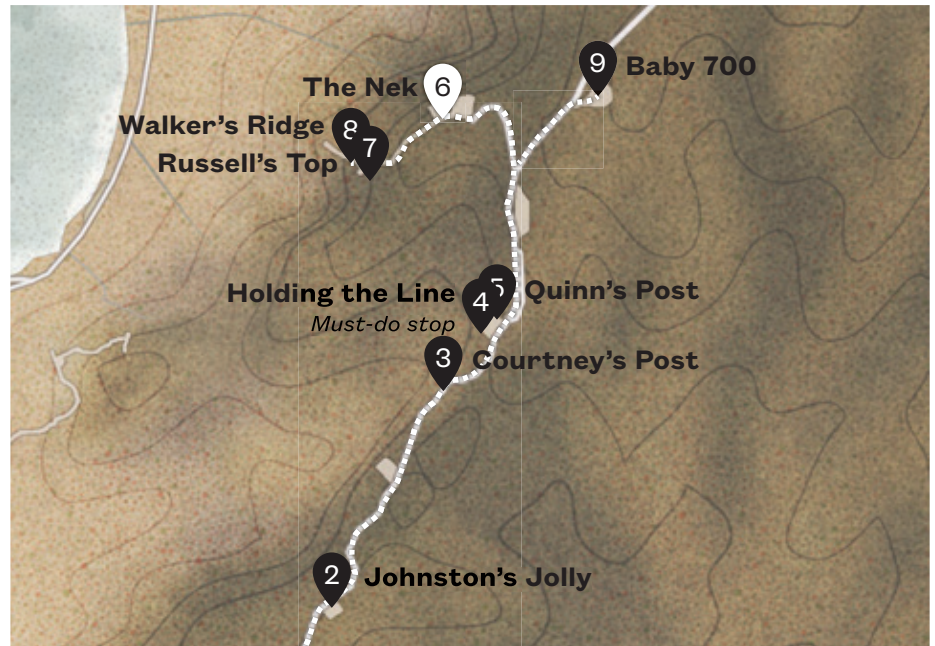 9 Baby 700
The Nek 6
Walker's Ridge 8
7
Russell's Top
5 Quinn's Post
Holding the Line 4
Must-do stop
3 Courtney's Post
2 Johnston's Jolly